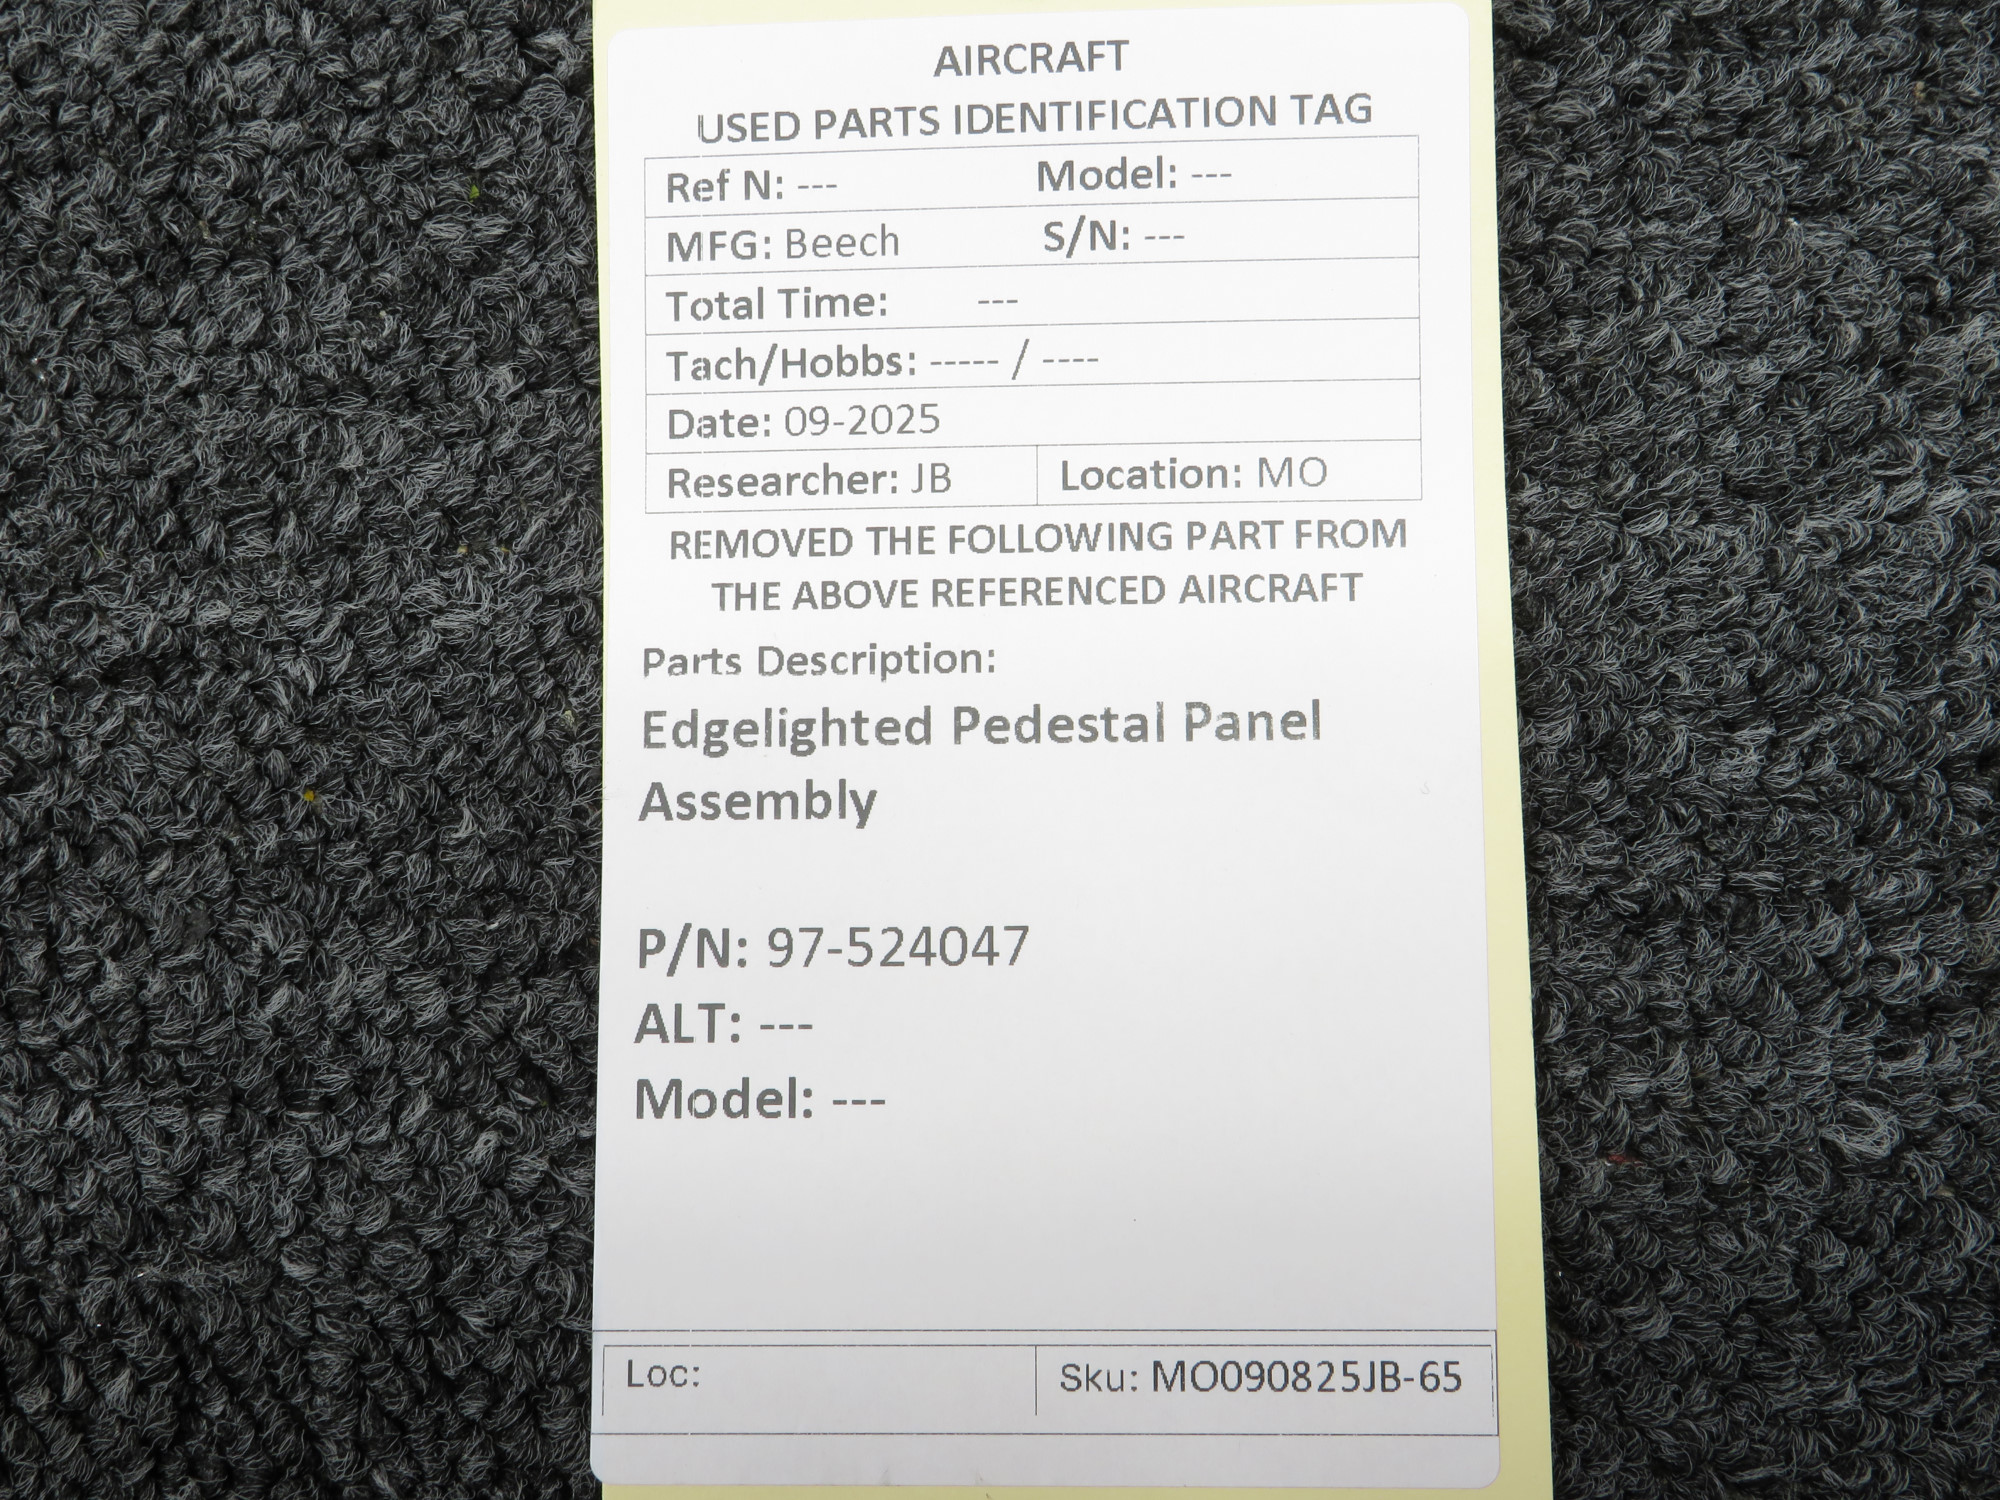 AIRCRAFT
USED PARTS IDENTIFICATION TAG
Ref N: --- Model: ---
MFG: Beech S/N: ---
Total Time: ---
Tach/Hobbs: ----- / ----
Date: 09-2025
Researcher: JB Location: MO
REMOVED THE FOLLOWING PART FROM
THE ABOVE REFERENCED AIRCRAFT
Parts Description:
Edgelighted Pedestal Panel
Assembly
P/N: 97-524047
ALT: ---
Model: ---
Loc: Sku: MO090825JB-65